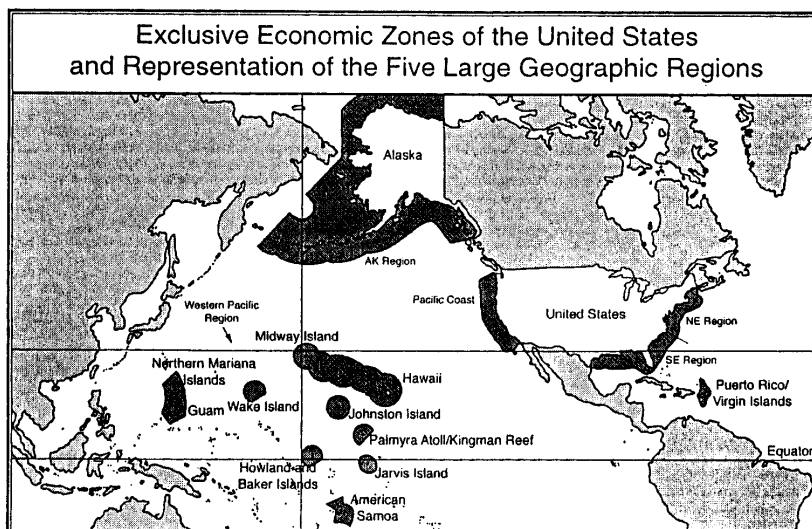 Exclusive Economic Zones of the United States
and Representation of the Five Large Geographic Regions
Alaska
AK Region
Pacific Coast
United States
NE Region
SE Region
Western Pacific
Region
Midway Island
Northern Mariana
Islands
Guam
Wake Island
Hawaii
Johnston Island
Puerto Rico/
Virgin Islands
Palmyra Atoll/Kingman Reef
Equator
Howland and
Baker Islands
Jarvis Island
American
Samoa